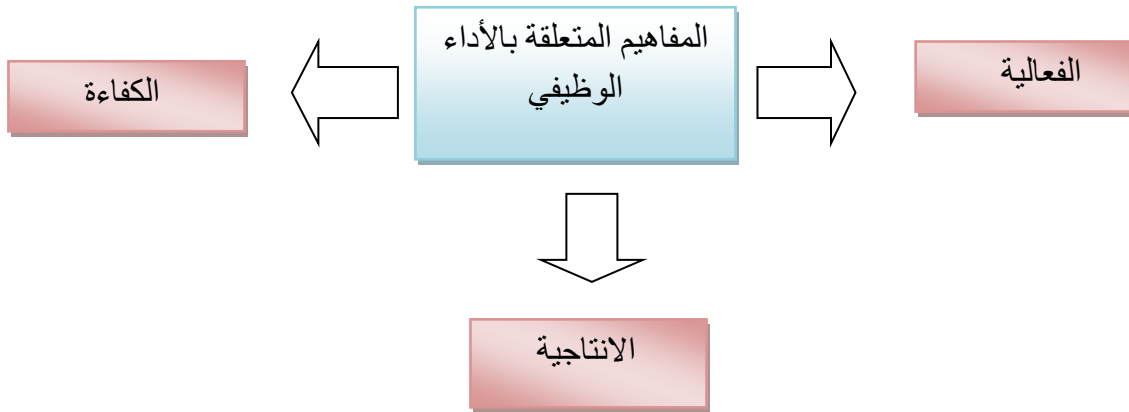 المفاهيم المتعلقة بالأداء
الوظيفي
الفعالية
الكفاءة
الانتاجية